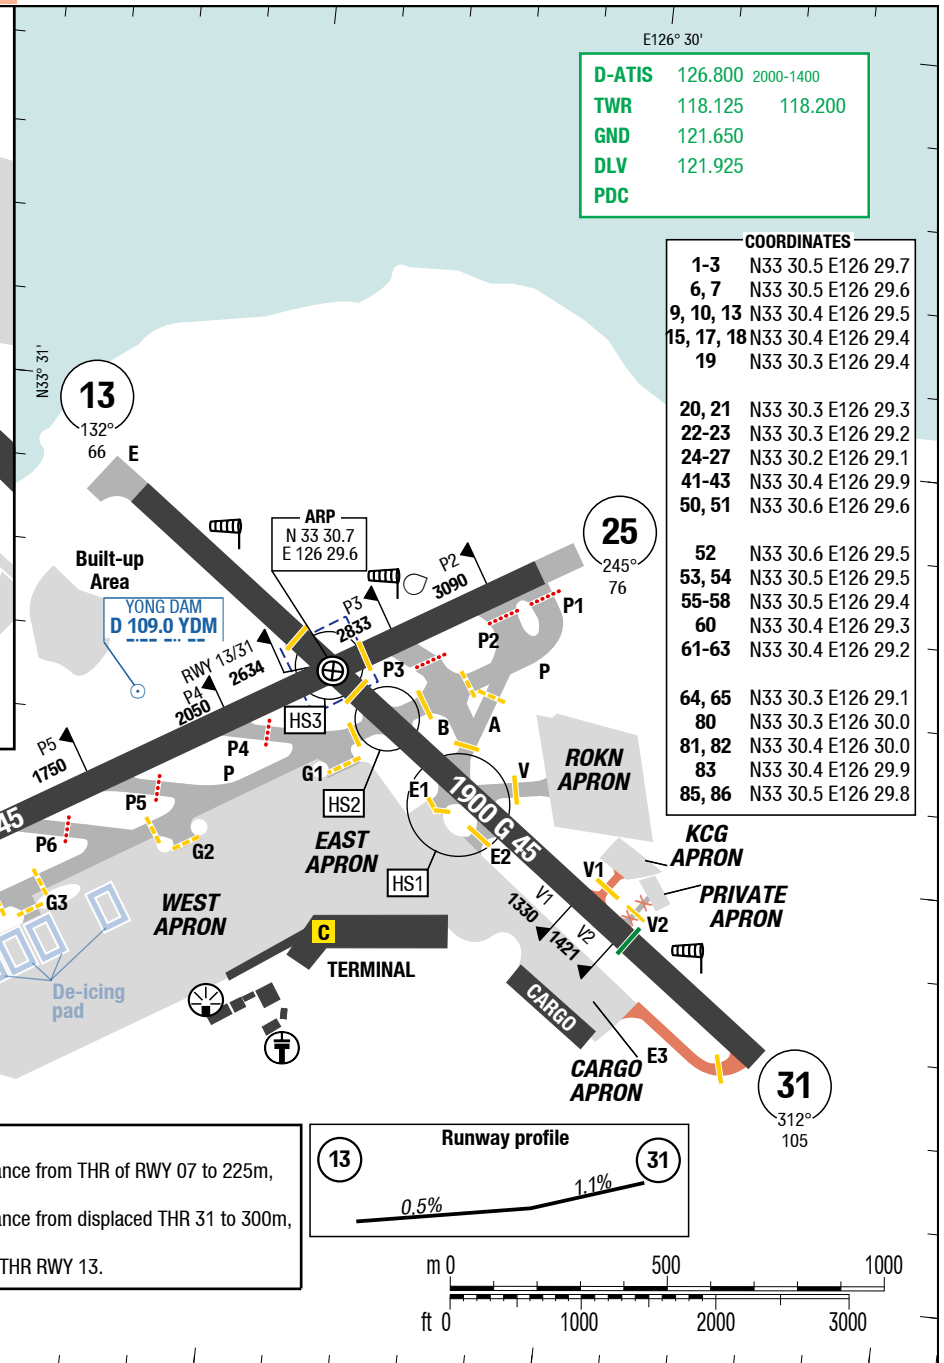 E126° 30'
D-ATIS 126.800 2000-1400
TWR 118.125 118.200
GND 121.650
DLV 121.925
PDC
COORDINATES
1-3 N33 30.5 E126 29.7
6, 7 N33 30.5 E126 29.6
9, 10, 13 N33 30.4 E126 29.5
15, 17, 18 N33 30.4 E126 29.4
19 N33 30.3 E126 29.4
20, 21 N33 30.3 E126 29.3
22-23 N33 30.3 E126 29.2
24-27 N33 30.2 E126 29.1
41-43 N33 30.4 E126 29.9
50, 51 N33 30.6 E126 29.6
52 N33 30.6 E126 29.5
53, 54 N33 30.5 E126 29.5
55-58 N33 30.5 E126 29.4
60 N33 30.4 E126 29.3
61-63 N33 30.4 E126 29.2
64, 65 N33 30.3 E126 29.1
80 N33 30.3 E126 30.0
81, 82 N33 30.4 E126 30.0
83 N33 30.4 E126 29.9
85, 86 N33 30.5 E126 29.8
N33° 31'
13
132°
66
E
ARP
N 33 30.7
E 126 29.6
25
245°
76
Built-up
Area
YONG DAM
D 109.0 YDM
P2
3090
P3
2833
RWY 13/31
2634
P4
2050
P5
1750
P1
P2
P
P3
HS3
B
A
P4
P
G1
HS2
E1
V
ROKN
APRON
45
P5
P6
G2
G3
EAST
APRON
WEST
APRON
HS1
1900 G 45
E2
KCG
APRON
V1
PRIVATE
APRON
V2
V1
1330
V2
1421
C
TERMINAL
De-icing
pad
CARGO
CARGO
APRON
E3
31
312°
105
ance from THR of RWY 07 to 225m,
ance from displaced THR 31 to 300m,
THR RWY 13.
Runway profile
13
31
0.5%
1.1%
m 0 500 1000
ft 0 1000 2000 3000